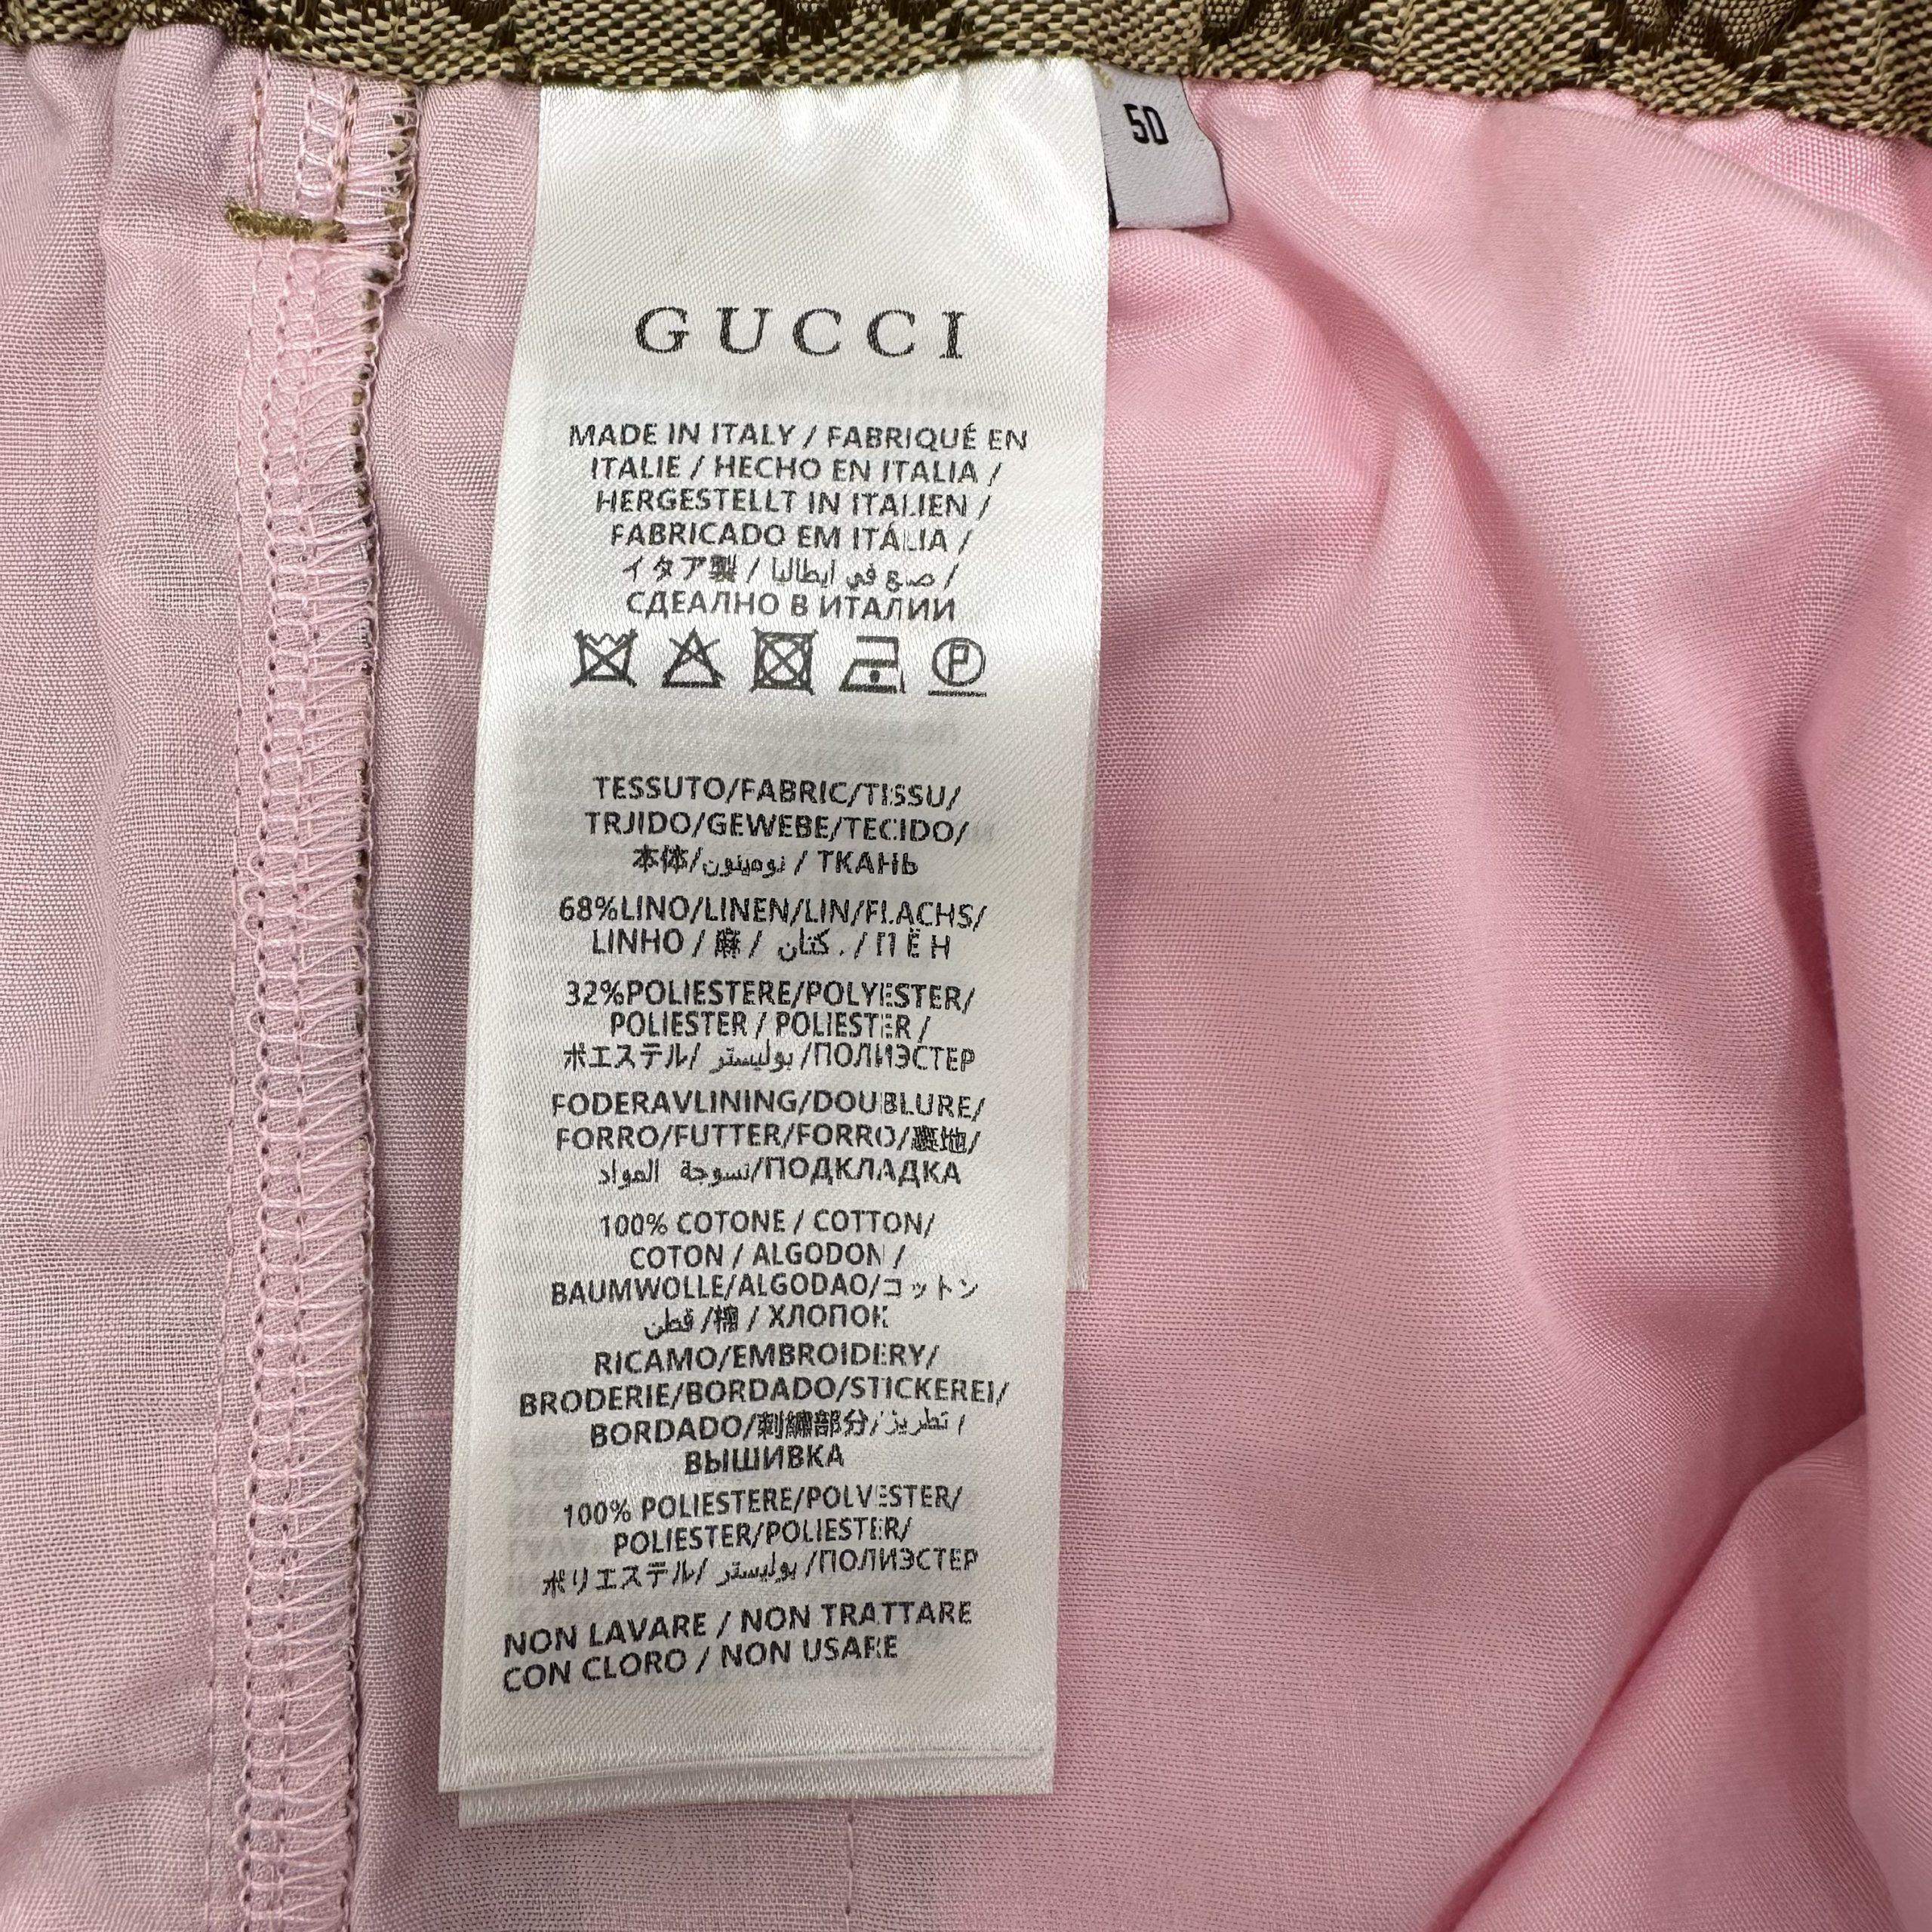 50
GUCCI
MADE IN ITALY / FABRIQUÉ EN
ITALIE / HECHO EN ITALIA /
HERGESTELLT IN ITALIEN /
FABRICADO EM ITÁLIA /
イタア製 / صع في ايطاليا /
СДЕАЛНО В ИТАЛИИ
P
TESSUTO/FABRIC/TISSU/
TRJIDO/GEWEBE/TECIDO/
本体/نومينون / ТКАНЬ
68%LINO/LINEN/LIN/FLACHS/
LINHO / 麻 / كتان . / ПЁН
32%POLIESTERE/POLYESTER/
POLIESTER / POLIESTER /
ポエステル/ بوليستر /ПОЛИЭСТЕР
FODERAVLINING/DOUBLURE/
FORRO/FUTTER/FORRO/裏地/
نسوجة المواد/ПОДКЛАДКА
100% COTONE / COTTON/
COTON / ALGODON /
BAUMWOLLE/ALGODAO/コットン
قطن /棉 / ХЛОПОК
RICAMO/EMBROIDERY/
BRODERIE/BORDADO/STICKEREI/
BORDADO/刺繍部分/تطريز /
ВЫШИВКА
100% POLIESTERE/POLVESTER/
POLIESTER/POLIESTER/
ポリエステル/ بوليستر /ПОЛИЭСТЕР
NON LAVARE / NON TRATTARE
CON CLORO / NON USARE